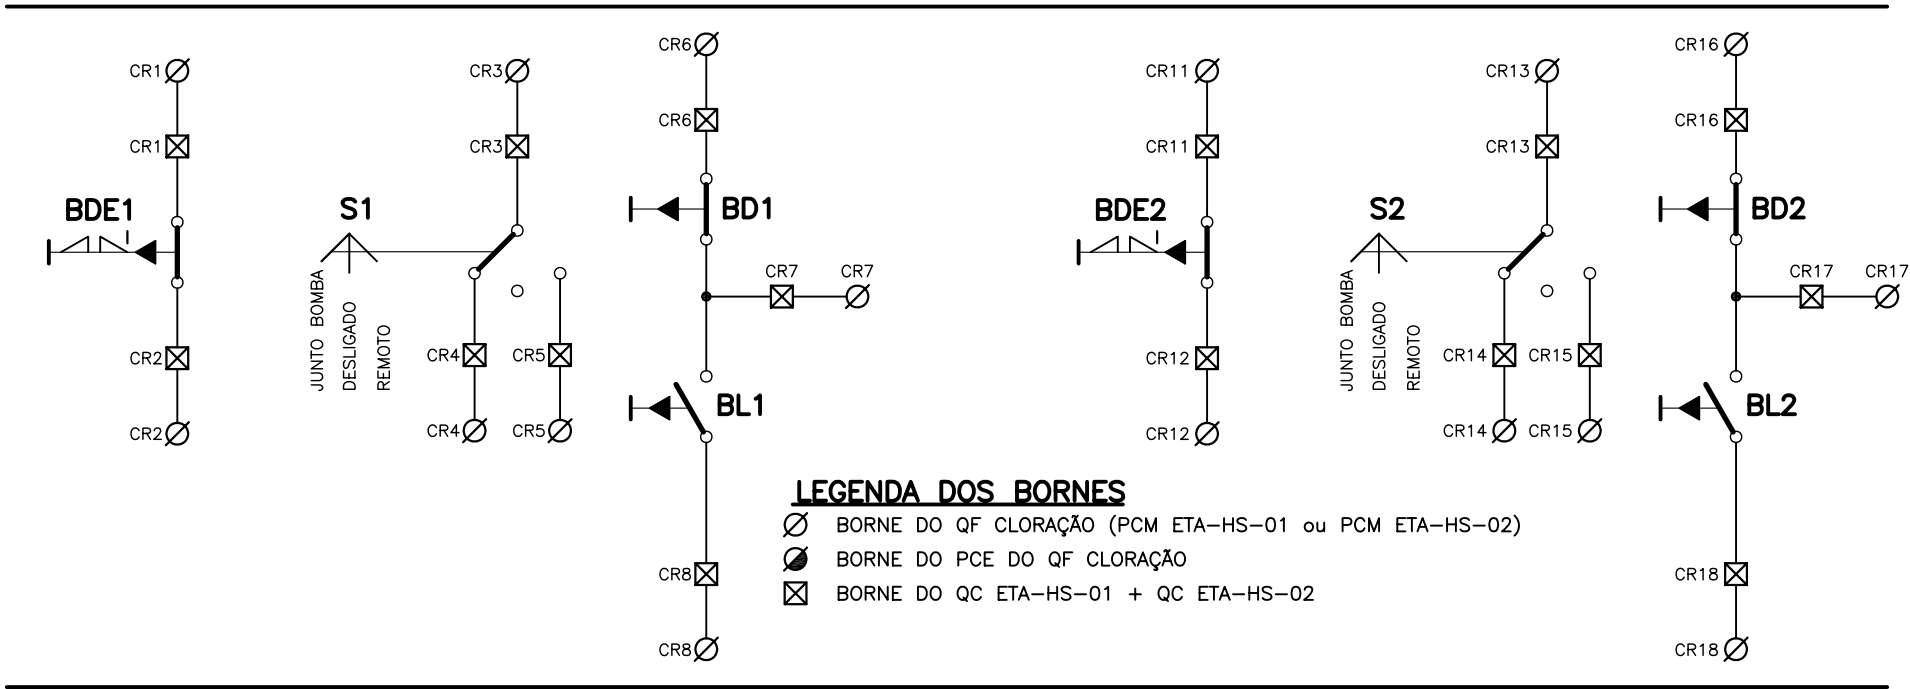 CR1
CR1
BDE1
CR2
CR2
CR3
CR3
S1
JUNTO BOMBA
DESLIGADO
REMOTO
CR4
CR5
CR4
CR5
CR6
CR6
BD1
CR7
CR7
BL1
CR8
CR8
CR11
CR11
BDE2
CR12
CR12
CR13
CR13
S2
JUNTO BOMBA
DESLIGADO
REMOTO
CR14
CR15
CR14
CR15
CR16
CR16
BD2
CR17
CR17
BL2
CR18
CR18
LEGENDA DOS BORNES
BORNE DO QF CLORAÇÃO (PCM ETA-HS-01 ou PCM ETA-HS-02)
BORNE DO PCE DO QF CLORAÇÃO
BORNE DO QC ETA-HS-01 + QC ETA-HS-02